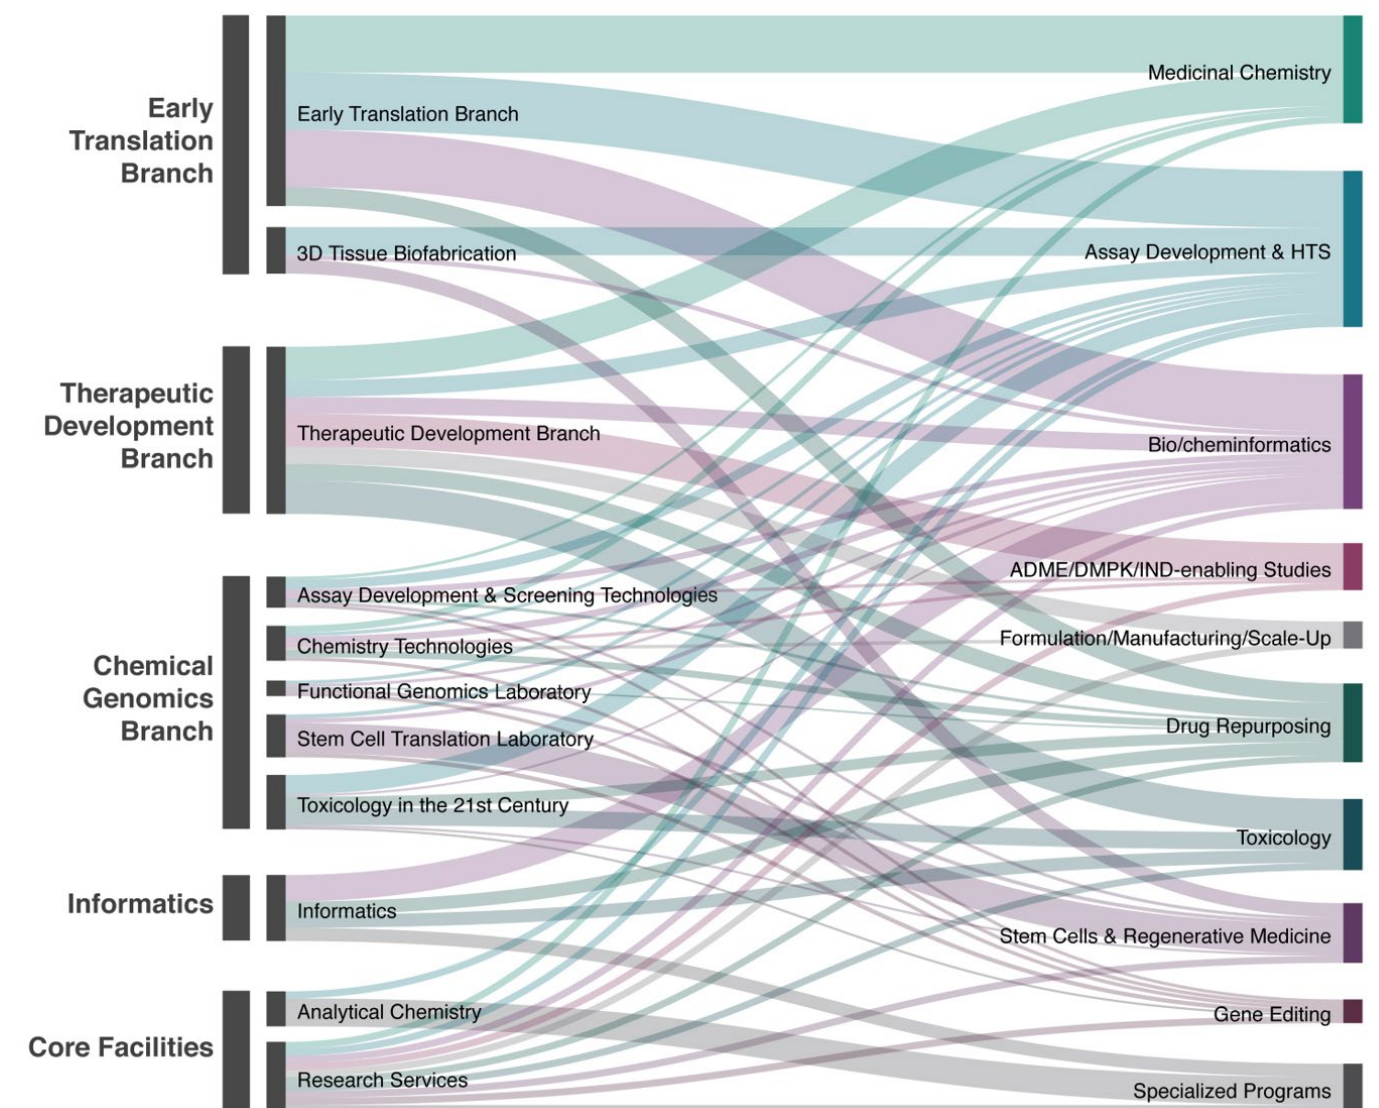 Early
Translation
Branch
Therapeutic
Development
Branch
Chemical
Genomics
Branch
Informatics
Core Facilities
Early Translation Branch
3D Tissue Biofabrication
Therapeutic Development Branch
Assay Development & Screening Technologies
Chemistry Technologies
Functional Genomics Laboratory
Stem Cell Translation Laboratory
Toxicology in the 21st Century
Informatics
Analytical Chemistry
Research Services
Medicinal Chemistry
Assay Development & HTS
Bio/cheminformatics
ADME/DMPK/IND-enabling Studies
Formulation/Manufacturing/Scale-Up
Drug Repurposing
Toxicology
Stem Cells & Regenerative Medicine
Gene Editing
Specialized Programs